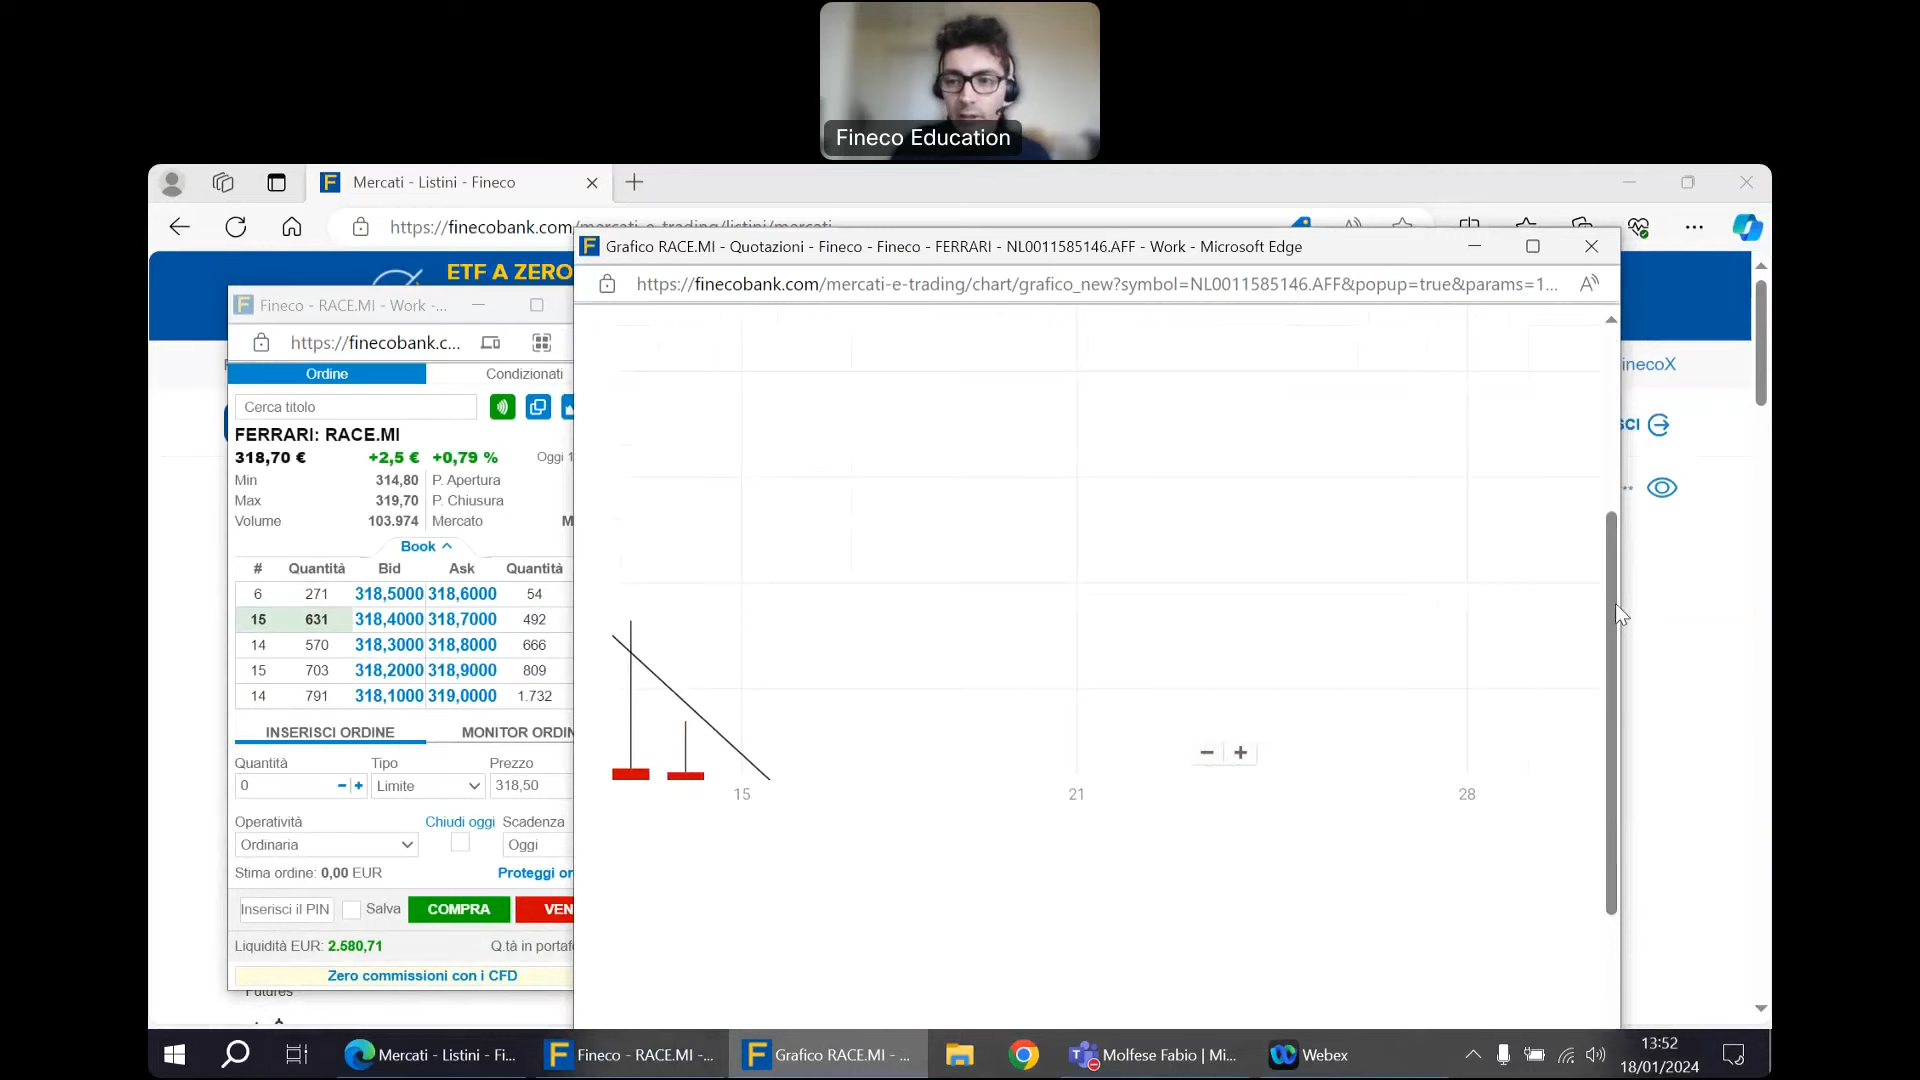 Fineco Education
Mercati - Listini - Fineco
https://finecobank.com/mercati-e-trading/listini/mercati
Grafico RACE.MI - Quotazioni - Fineco - Fineco - FERRARI - NL0011585146.AFF - Work - Microsoft Edge
https://finecobank.com/mercati-e-trading/chart/grafico_new?symbol=NL0011585146.AFF&popup=true&params=1...
ETF A ZERO
Fineco - RACE.MI - Work -...
https://finecobank.c...
Ordine
Condizionati
Cerca titolo
FERRARI: RACE.MI
318,70 € +2,5 € +0,79 % Oggi 1
Min 314,80 P. Apertura
Max 319,70 P. Chiusura
Volume 103.974 Mercato M
Book
# Quantità Bid Ask Quantità
6 271 318,5000 318,6000 54
15 631 318,4000 318,7000 492
14 570 318,3000 318,8000 666
15 703 318,2000 318,9000 809
14 791 318,1000 319,0000 1.732
INSERISCI ORDINE MONITOR ORDIN
Quantità Tipo Prezzo
0 - + Limite 318,50
Operatività Chiudi oggi Scadenza
Ordinaria Oggi
Stima ordine: 0,00 EUR Proteggi or
Inserisci il PIN Salva COMPRA VEN
Liquidità EUR: 2.580,71 Q.tà in portaf
Zero commissioni con i CFD
Futures
inecoX
SCI
− +
15 21 28
Mercati - Listini - Fi...
Fineco - RACE.MI -...
Grafico RACE.MI - ...
Molfese Fabio | Mi...
Webex
13:52
18/01/2024